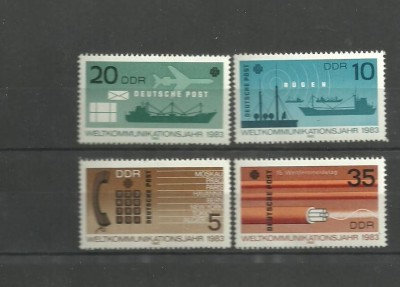 20 DDR
DEUTSCHE POST
WELTKOMMUNIKATIONSJAHR 1983
DEUTSCHE POST
DDR 10
RÜGEN
WELTKOMMUNIKATIONSJAHR 1983
DDR
DEUTSCHE POST
MOSKAU
5
WELTKOMMUNIKATIONSJAHR 1983
DEUTSCHE POST
35
DDR
WELTKOMMUNIKATIONSJAHR 1983